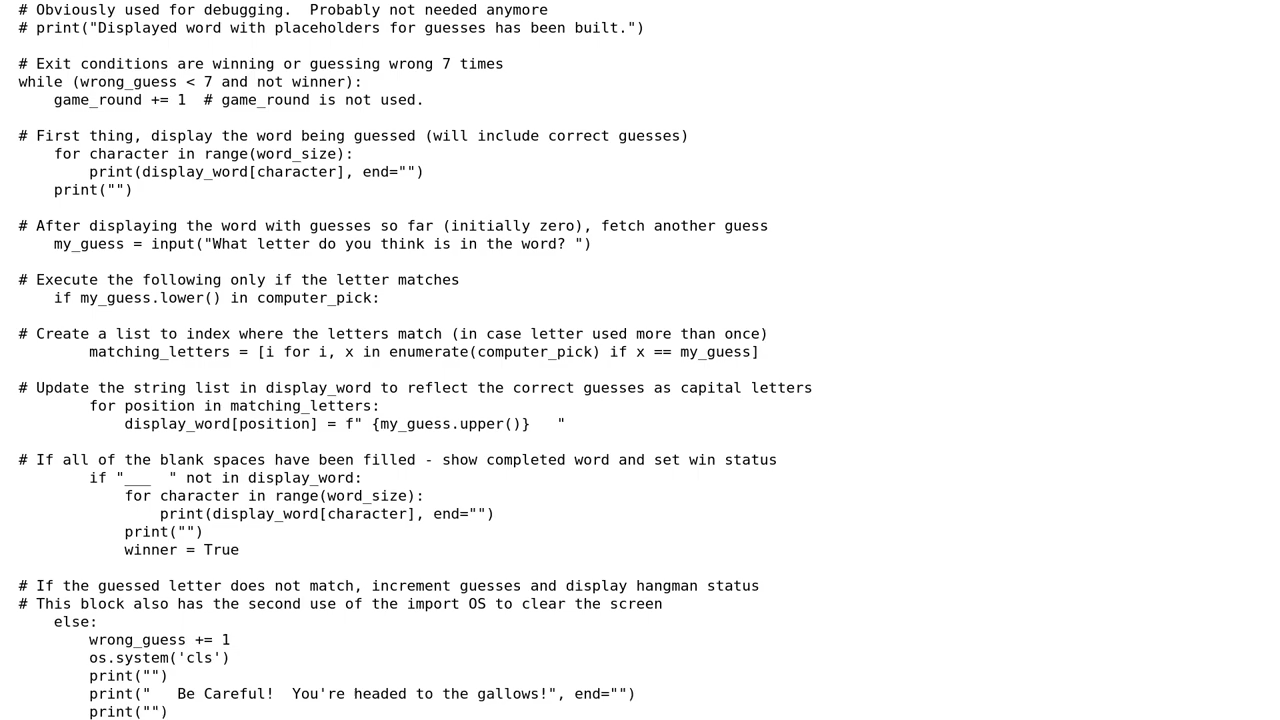 # Obviously used for debugging.  Probably not needed anymore
# print("Displayed word with placeholders for guesses has been built.")
# Exit conditions are winning or guessing wrong 7 times
while (wrong_guess < 7 and not winner):
    game_round += 1  # game_round is not used.
# First thing, display the word being guessed (will include correct guesses)
    for character in range(word_size):
        print(display_word[character], end="")
    print("")
# After displaying the word with guesses so far (initially zero), fetch another guess
    my_guess = input("What letter do you think is in the word? ")
# Execute the following only if the letter matches
    if my_guess.lower() in computer_pick:
# Create a list to index where the letters match (in case letter used more than once)
        matching_letters = [i for i, x in enumerate(computer_pick) if x == my_guess]
# Update the string list in display_word to reflect the correct guesses as capital letters
        for position in matching_letters:
            display_word[position] = f" {my_guess.upper()}   "
# If all of the blank spaces have been filled - show completed word and set win status
        if "___  " not in display_word:
            for character in range(word_size):
                print(display_word[character], end="")
            print("")
            winner = True
# If the guessed letter does not match, increment guesses and display hangman status
# This block also has the second use of the import OS to clear the screen
    else:
        wrong_guess += 1
        os.system('cls')
        print("")
        print("   Be Careful!  You're headed to the gallows!", end="")
        print("")